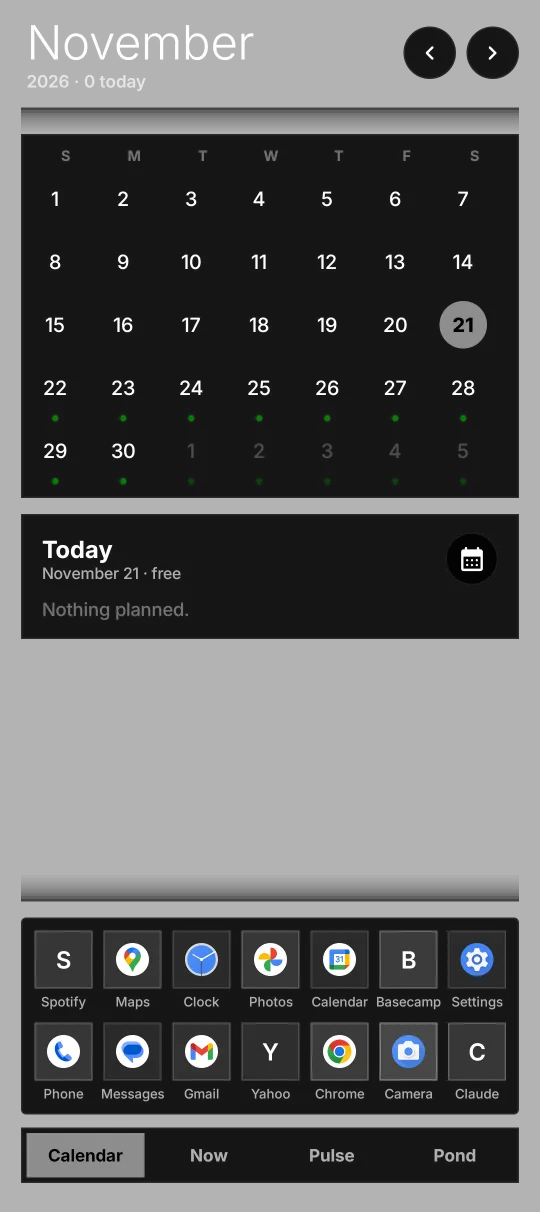 November
2026 · 0 today
S M T W T F S
1 2 3 4 5 6 7
8 9 10 11 12 13 14
15 16 17 18 19 20 21
22 23 24 25 26 27 28
29 30 1 2 3 4 5
Today
November 21 · free
Nothing planned.
S 31 B
Spotify Maps Clock Photos Calendar Basecamp Settings
Y C
Phone Messages Gmail Yahoo Chrome Camera Claude
Calendar Now Pulse Pond